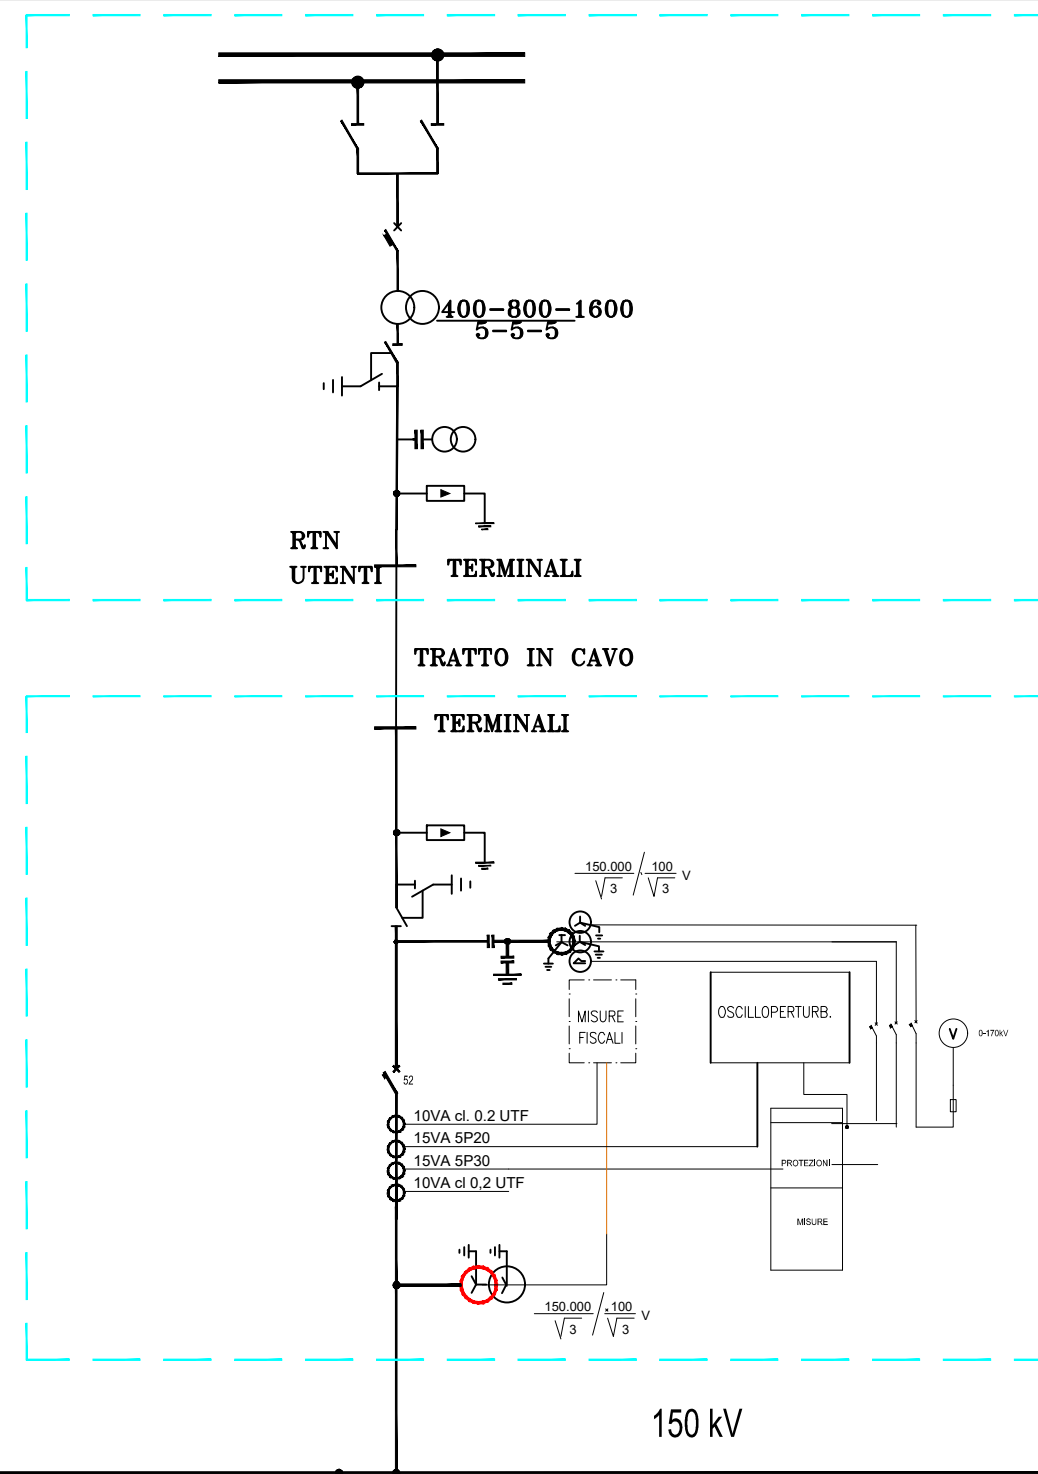 400-800-1600
5-5-5
RTN
UTENTI
TERMINALI
TRATTO IN CAVO
TERMINALI
150.000 / 100 V
√3 √3
MISURE
FISCALI
OSCILLOPERTURB.
V
0-170kV
52
10VA cl. 0.2 UTF
15VA 5P20
15VA 5P30
10VA cl 0,2 UTF
PROTEZIONI
MISURE
150.000 / 100 V
√3 √3
150 kV